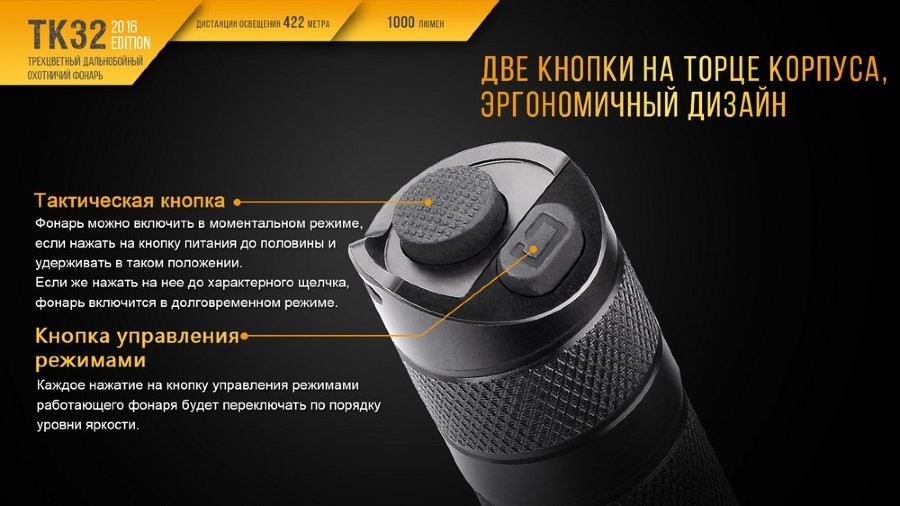 TK32 2016 EDITION
ТРЕХЦВЕТНЫЙ ДАЛЬНОБОЙНЫЙ
ОХОТНИЧИЙ ФОНАРЬ
ДИСТАНЦИЯ ОСВЕЩЕНИЯ 422 МЕТРА
1000 ЛЮМЕН
ДВЕ КНОПКИ НА ТОРЦЕ КОРПУСА,
ЭРГОНОМИЧНЫЙ ДИЗАЙН
Тактическая кнопка
Фонарь можно включить в моментальном режиме,
если нажать на кнопку питания до половины и
удерживать в таком положении.
Если же нажать на нее до характерного щелчка,
фонарь включится в долговременном режиме.
Кнопка управления
режимами
Каждое нажатие на кнопку управления режимами
работающего фонаря будет переключать по порядку
уровни яркости.